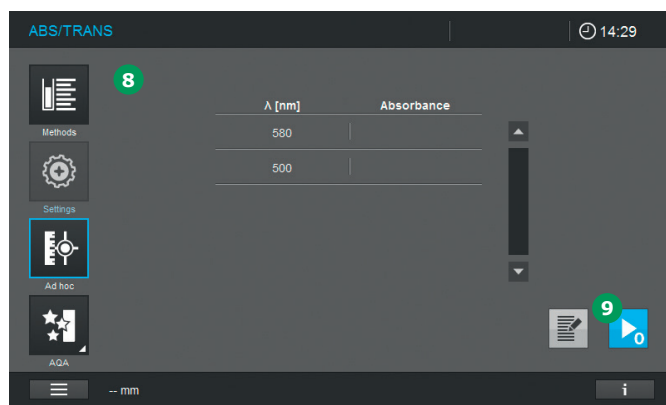 ABS/TRANS
14:29
8
Methods
Settings
Ad hoc
AQA
λ [nm] Absorbance
580
500
9
0
-- mm
i